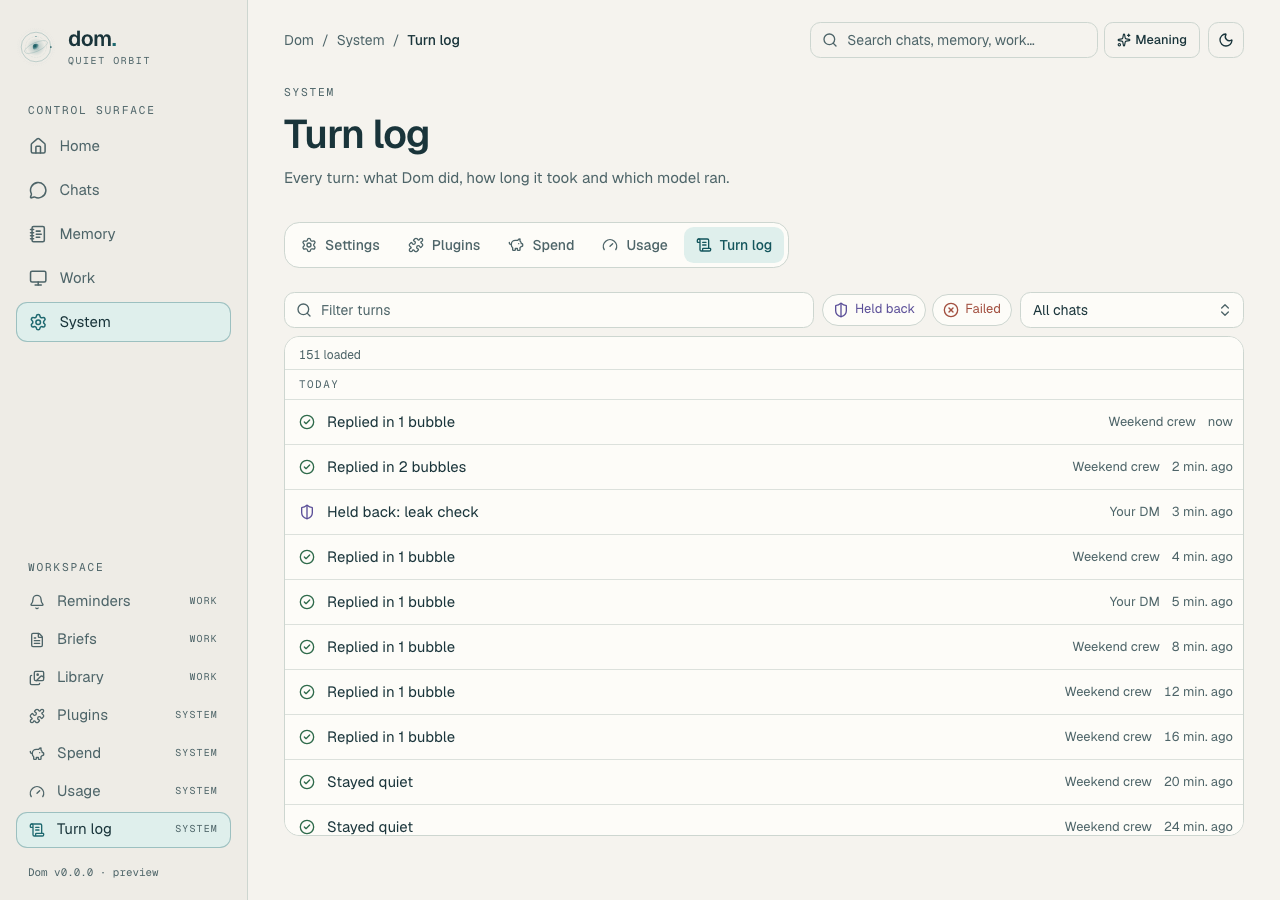 dom.
QUIET ORBIT
CONTROL SURFACE
Home
Chats
Memory
Work
System
WORKSPACE
Reminders WORK
Briefs WORK
Library WORK
Plugins SYSTEM
Spend SYSTEM
Usage SYSTEM
Turn log SYSTEM
Dom v0.0.0 · preview
Dom / System / Turn log
Search chats, memory, work…
Meaning
SYSTEM
Turn log
Every turn: what Dom did, how long it took and which model ran.
Settings Plugins Spend Usage Turn log
Filter turns Held back Failed All chats
151 loaded
TODAY
Replied in 1 bubble Weekend crew now
Replied in 2 bubbles Weekend crew 2 min. ago
Held back: leak check Your DM 3 min. ago
Replied in 1 bubble Weekend crew 4 min. ago
Replied in 1 bubble Your DM 5 min. ago
Replied in 1 bubble Weekend crew 8 min. ago
Replied in 1 bubble Weekend crew 12 min. ago
Replied in 1 bubble Weekend crew 16 min. ago
Stayed quiet Weekend crew 20 min. ago
Stayed quiet Weekend crew 24 min. ago